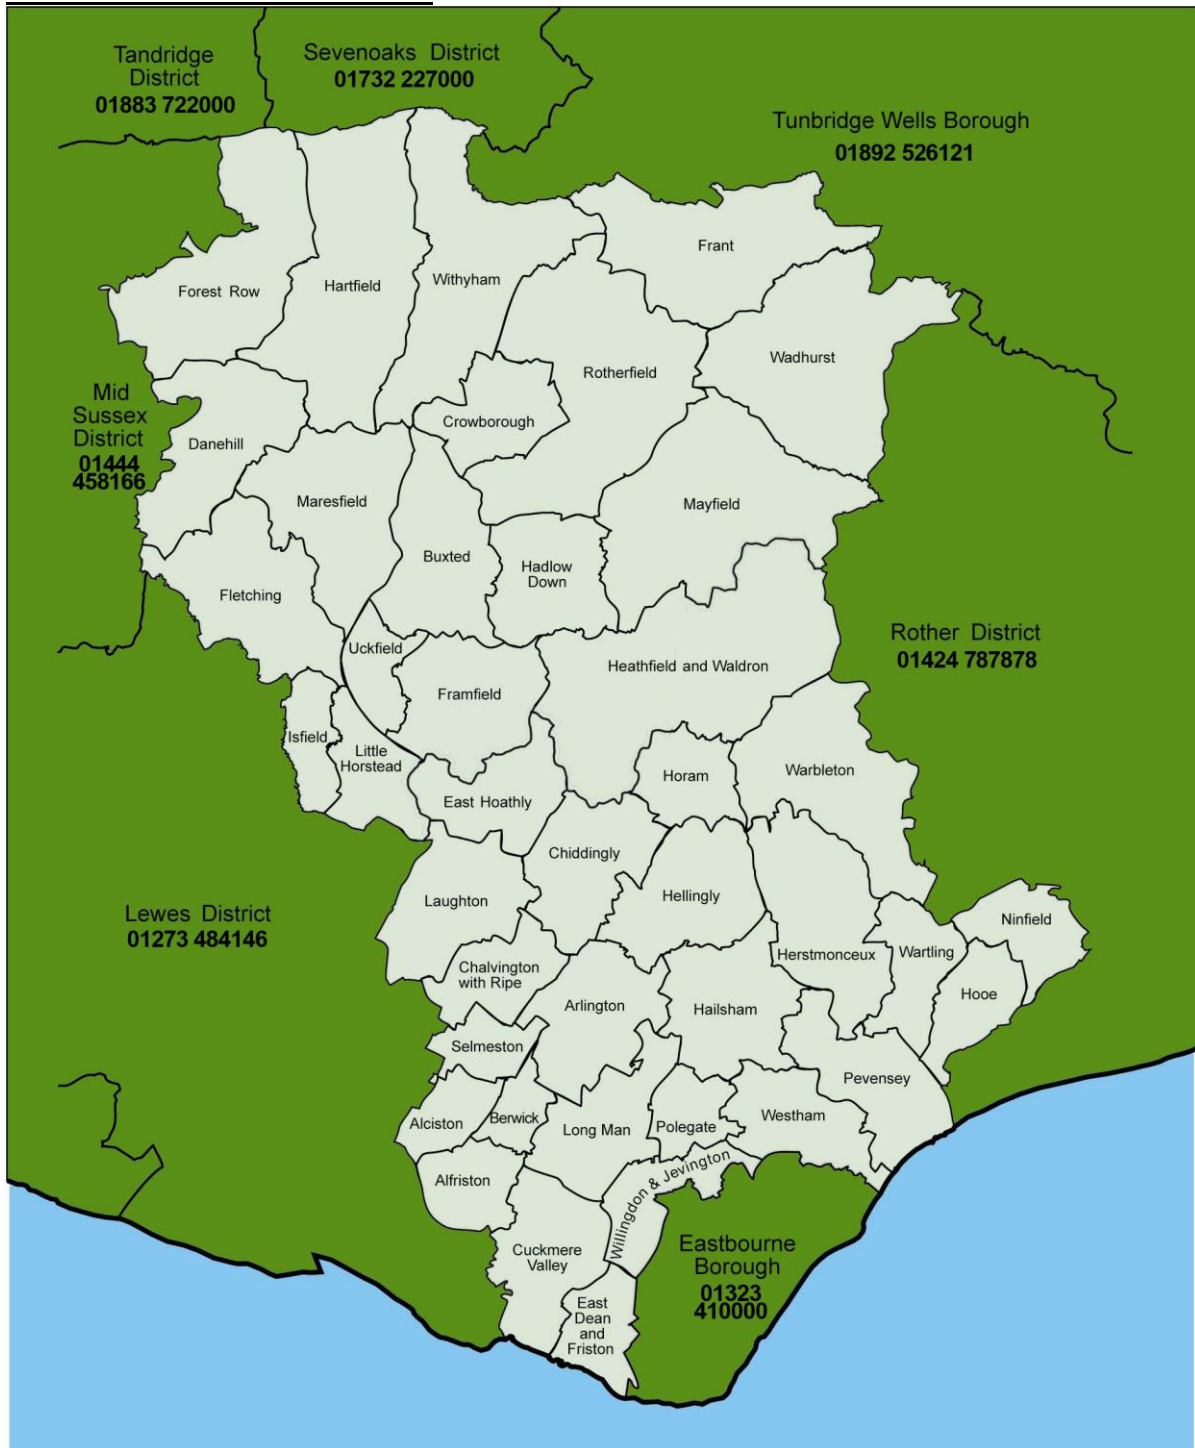 Tandridge
District
01883 722000
Sevenoaks District
01732 227000
Tunbridge Wells Borough
01892 526121
Frant
Forest Row
Hartfield
Withyham
Wadhurst
Rotherfield
Mid
Sussex
District
01444
458166
Crowborough
Danehill
Maresfield
Mayfield
Buxted
Hadlow
Down
Fletching
Uckfield
Rother District
01424 787878
Heathfield and Waldron
Framfield
Isfield
Little
Horstead
Horam
Warbleton
East Hoathly
Chiddingly
Hellingly
Laughton
Lewes District
01273 484146
Ninfield
Herstmonceux
Wartling
Chalvington
with Ripe
Hooe
Arlington
Hailsham
Selmeston
Pevensey
Alciston
Berwick
Long Man
Polegate
Westham
Alfriston
Willingdon & Jevington
Cuckmere
Valley
Eastbourne
Borough
01323
410000
East
Dean
and
Friston